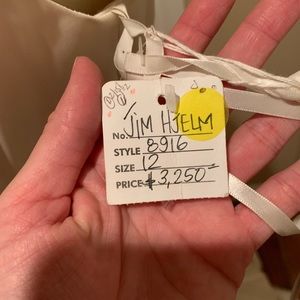 No. JIM HJELM
STYLE 8916
SIZE 12
PRICE $3,250